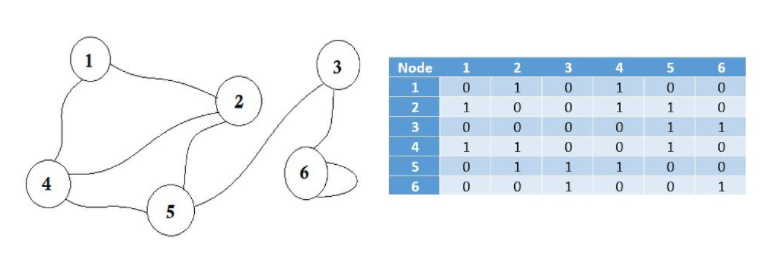 1
2
3
4
5
6
Node 1 2 3 4 5 6
1 0 1 0 1 0 0
2 1 0 0 1 1 0
3 0 0 0 0 1 1
4 1 1 0 0 1 0
5 0 1 1 1 0 0
6 0 0 1 0 0 1